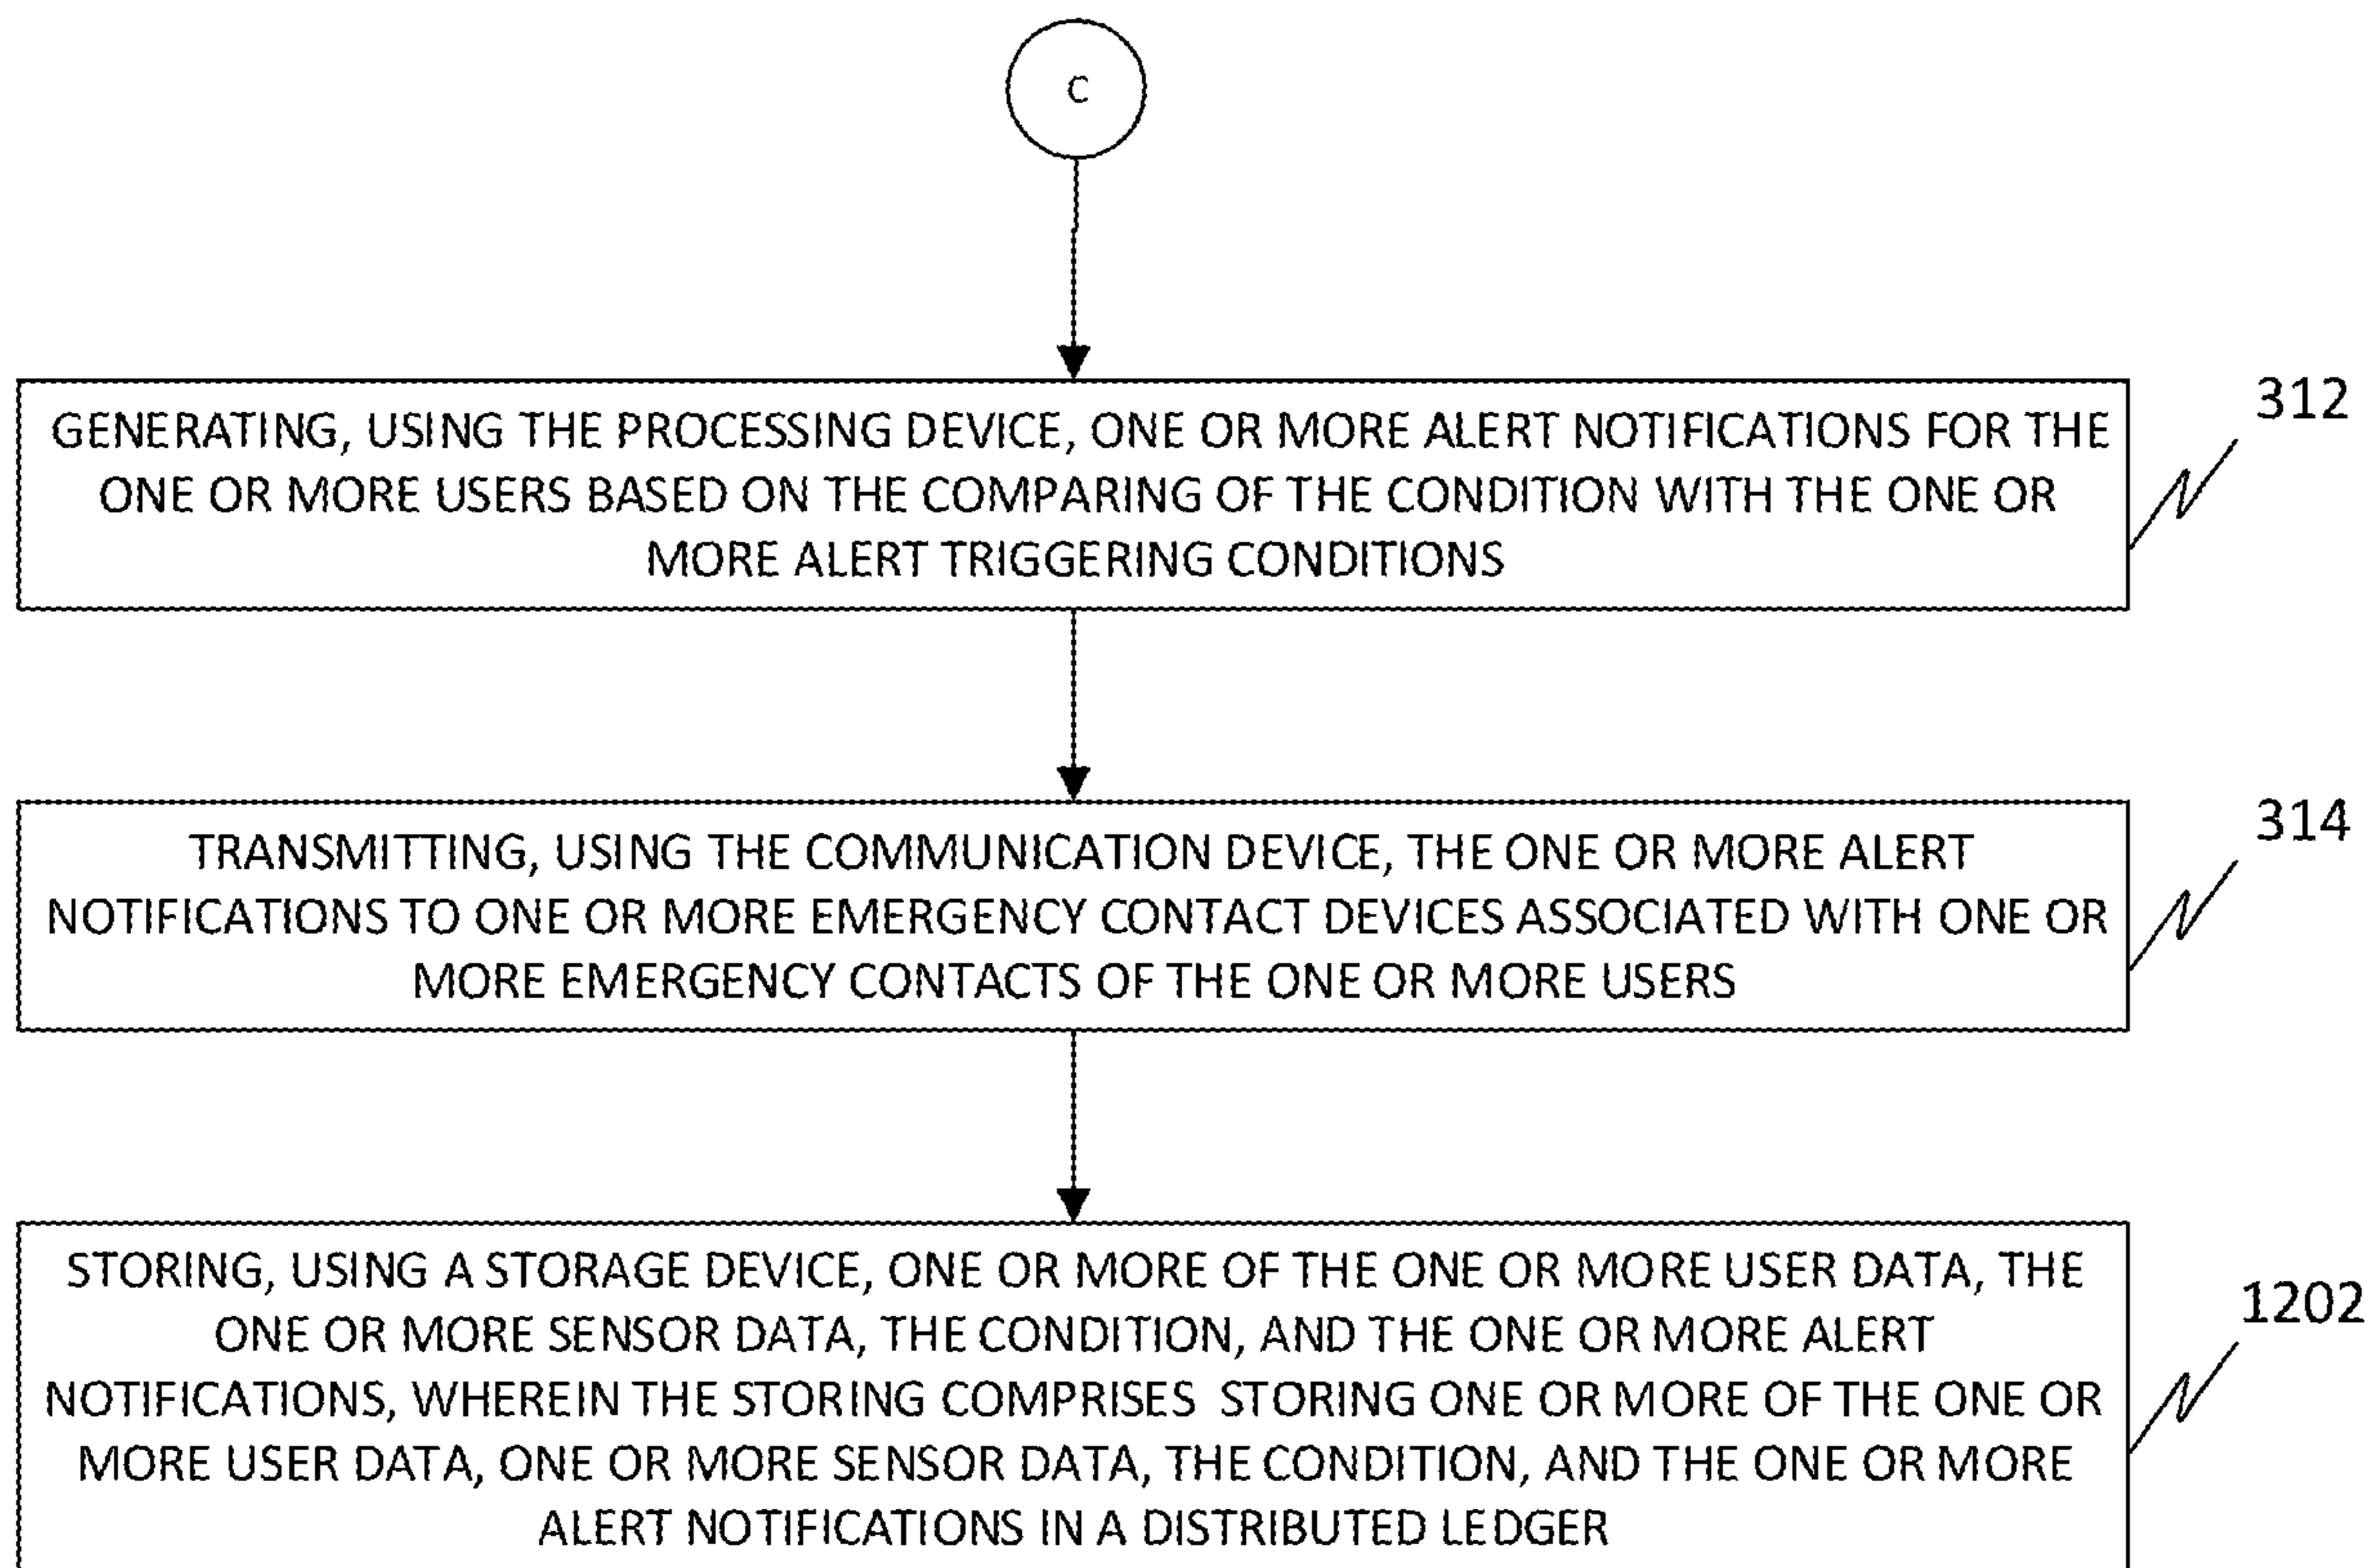 C
GENERATING, USING THE PROCESSING DEVICE, ONE OR MORE ALERT NOTIFICATIONS FOR THE
ONE OR MORE USERS BASED ON THE COMPARING OF THE CONDITION WITH THE ONE OR
MORE ALERT TRIGGERING CONDITIONS
312
TRANSMITTING, USING THE COMMUNICATION DEVICE, THE ONE OR MORE ALERT
NOTIFICATIONS TO ONE OR MORE EMERGENCY CONTACT DEVICES ASSOCIATED WITH ONE OR
MORE EMERGENCY CONTACTS OF THE ONE OR MORE USERS
314
STORING, USING A STORAGE DEVICE, ONE OR MORE OF THE ONE OR MORE USER DATA, THE
ONE OR MORE SENSOR DATA, THE CONDITION, AND THE ONE OR MORE ALERT
NOTIFICATIONS, WHEREIN THE STORING COMPRISES  STORING ONE OR MORE OF THE ONE OR
MORE USER DATA, ONE OR MORE SENSOR DATA, THE CONDITION, AND THE ONE OR MORE
ALERT NOTIFICATIONS IN A DISTRIBUTED LEDGER
1202